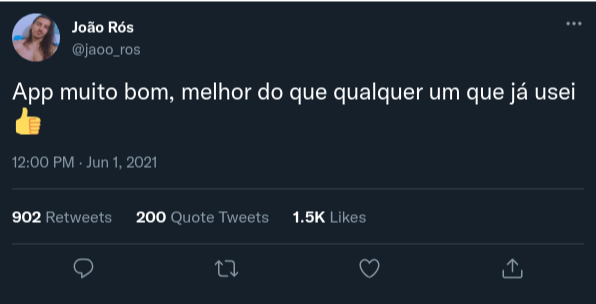 João Rós
@jaoo_ros
App muito bom, melhor do que qualquer um que já usei
👍
12:00 PM · Jun 1, 2021
902 Retweets 200 Quote Tweets 1.5K Likes